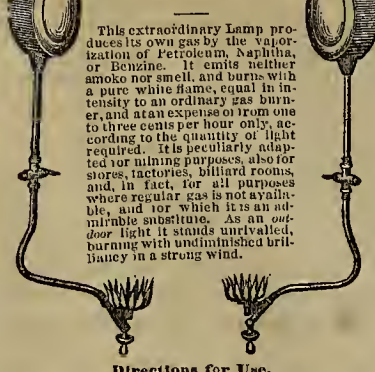 This extraordinary Lamp pro-
duces its own gas by the vapor-
ization of Petroleum, Naphtha,
or Benzine. It emits neither
smoke nor smell, and burns with
a pure white flame, equal in in-
tensity to an ordinary gas burn-
er, and at an expense of from one
to three cents per hour only, ac-
cording to the quantity of light
required. It is peculiarly adap-
ted for mining purposes, also for
stores, factories, billiard rooms,
and, in fact, for all purposes
where regular gas is not availa-
ble, and for which it is an ad-
mirable substitute. As an out-
door light it stands unrivalled,
burning with undiminished bril-
liancy in a strong wind.
Directions for Use.